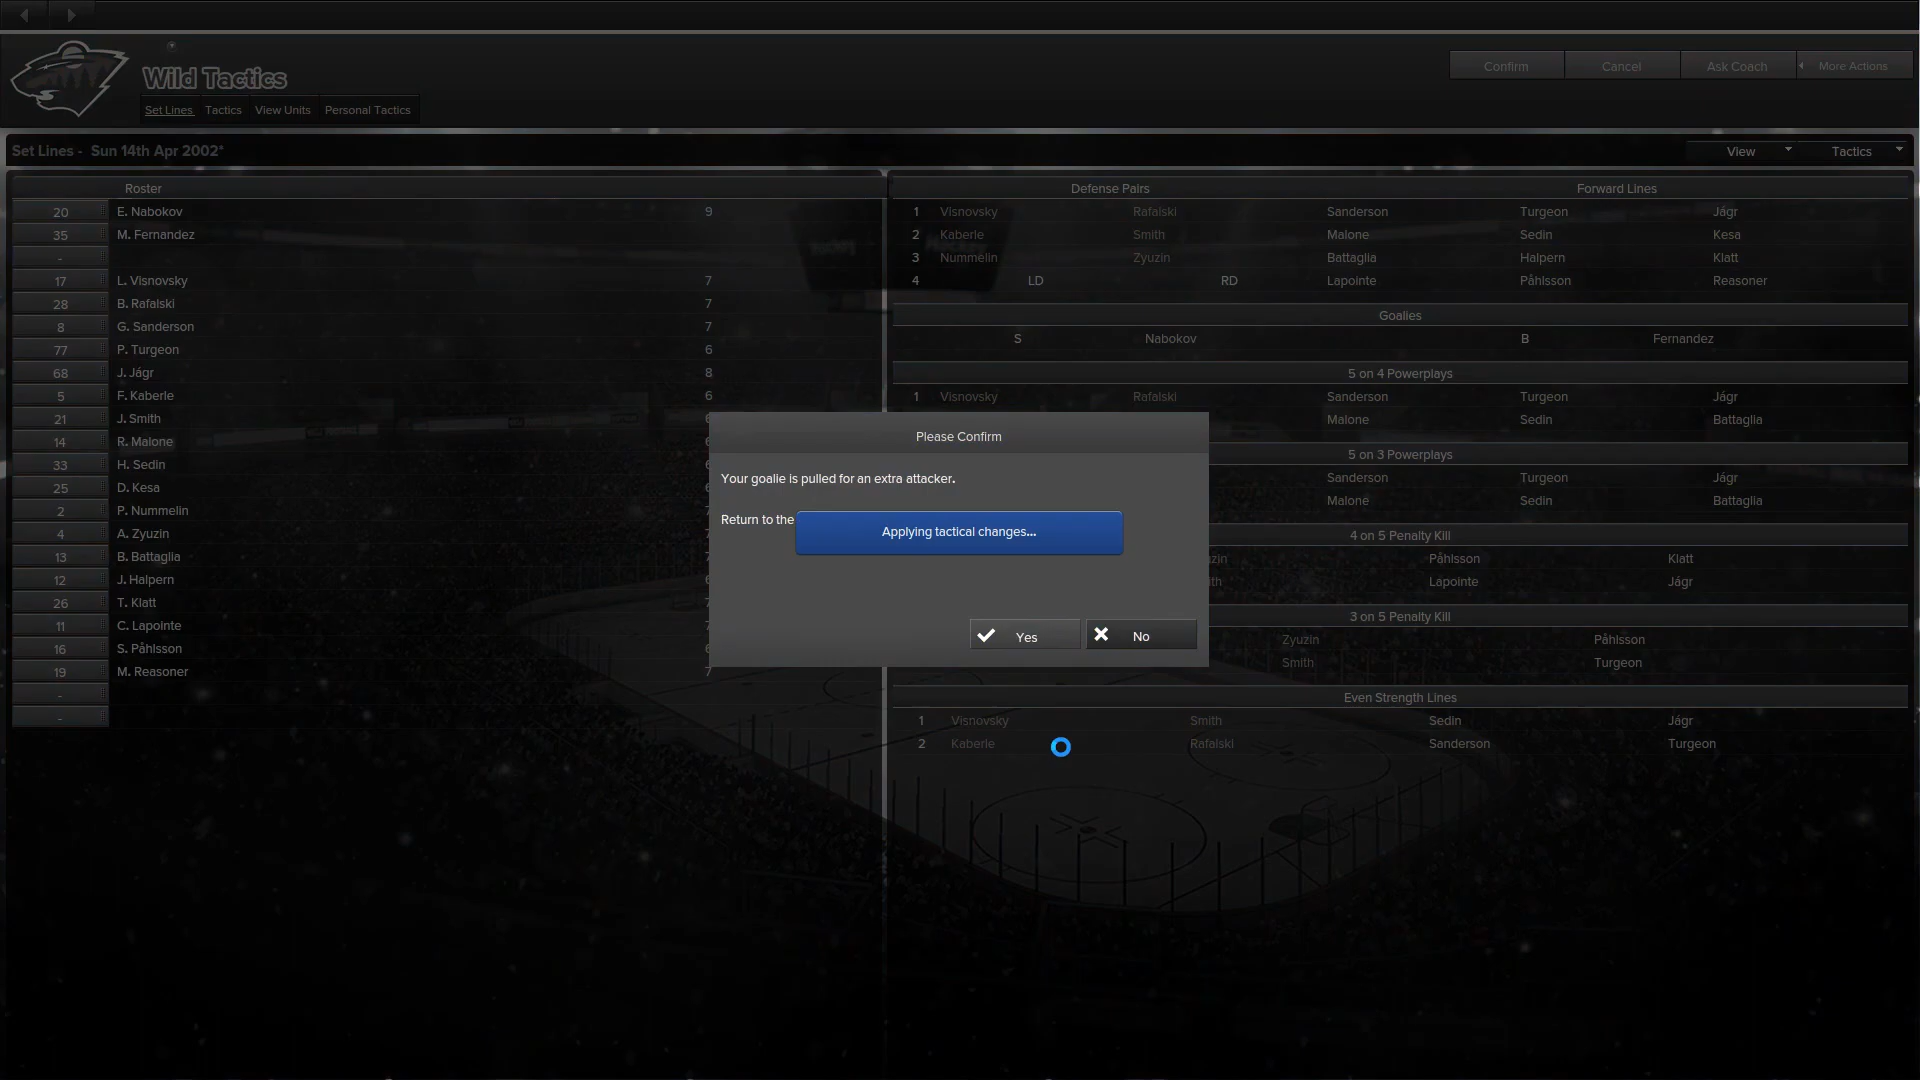 Wild Tactics
Confirm Cancel Ask Coach More Actions
Set Lines Tactics View Units Personal Tactics
Set Lines - Sun 14th Apr 2002*
View Tactics
Roster
20 E. Nabokov 9
35 M. Fernandez
-
17 L. Visnovsky 7
28 B. Rafalski 7
8 G. Sanderson 7
77 P. Turgeon 6
68 J. Jágr 8
5 F. Kaberle 6
21 J. Smith
14 R. Malone
33 H. Sedin
25 D. Kesa
2 P. Nummelin
4 A. Zyuzin
13 B. Battaglia
12 J. Halpern
26 T. Klatt
11 C. Lapointe
16 S. Påhlsson
19 M. Reasoner 7
-
-
Defense Pairs Forward Lines
1 Visnovsky Rafalski Sanderson Turgeon Jágr
2 Kaberle Smith Malone Sedin Kesa
3 Nummelin Zyuzin Battaglia Halpern Klatt
4 LD RD Lapointe Påhlsson Reasoner
Goalies
S Nabokov B Fernandez
5 on 4 Powerplays
1 Visnovsky Rafalski Sanderson Turgeon Jágr
Malone Sedin Battaglia
5 on 3 Powerplays
Sanderson Turgeon Jágr
Malone Sedin Battaglia
4 on 5 Penalty Kill
Påhlsson Klatt
Lapointe Jágr
3 on 5 Penalty Kill
Zyuzin Påhlsson
Smith Turgeon
Even Strength Lines
1 Visnovsky Smith Sedin Jágr
2 Kaberle Rafalski Sanderson Turgeon
Please Confirm
Your goalie is pulled for an extra attacker.
Return to the
Applying tactical changes...
Yes No